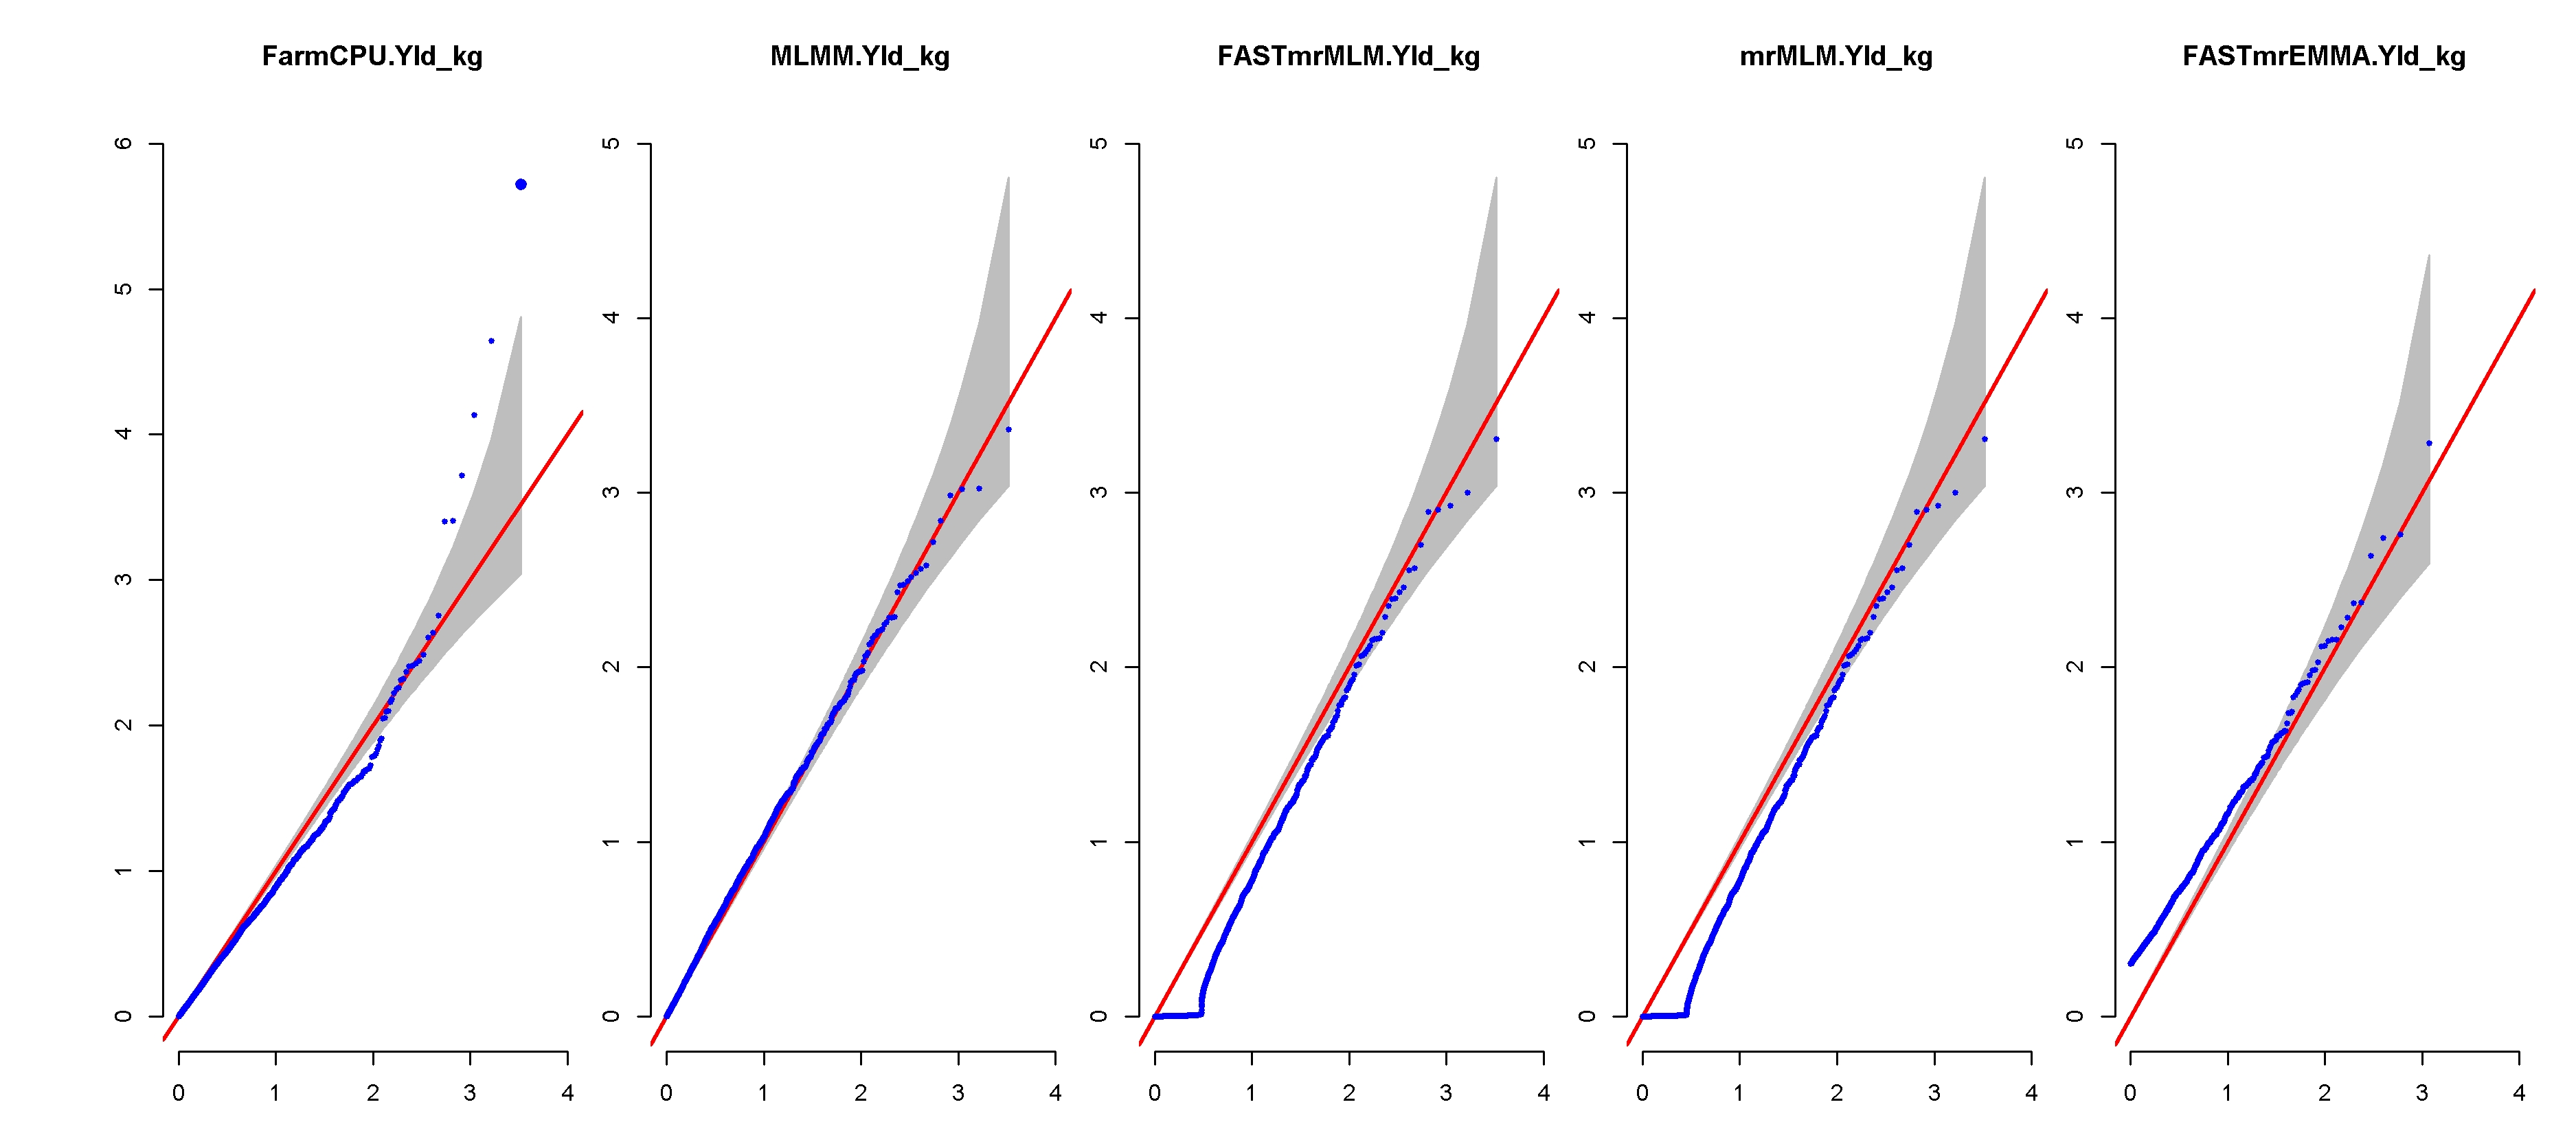 FarmCPU.Yld_kg MLMM.Yld_kg FASTmrMLM.Yld_kg mrMLM.Yld_kg FASTmrEMMA.Yld_kg
6 5 5 5 5
5 4 4 4 4
4 3 3 3 3
3 2 2 2 2
2 1 1 1 1
1 0 0 0 0
0
0 1 2 3 4 0 1 2 3 4 0 1 2 3 4 0 1 2 3 4 0 1 2 3 4